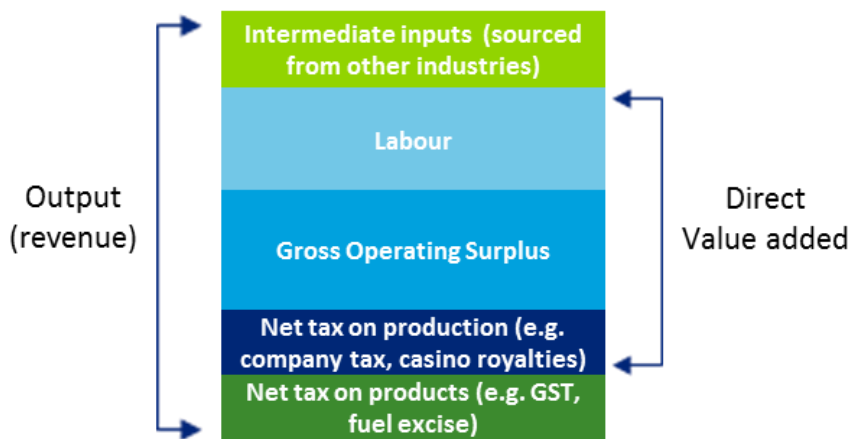 Intermediate inputs (sourced
from other industries)
Labour
Output
(revenue)
Direct
Value added
Gross Operating Surplus
Net tax on production (e.g.
company tax, casino royalties)
Net tax on products (e.g. GST,
fuel excise)